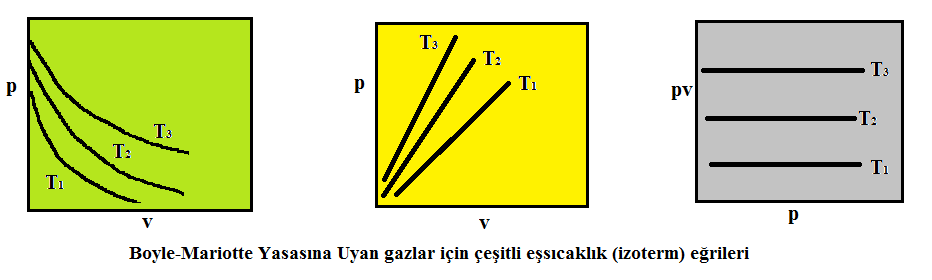 p
T3
T2
T1
v
p
T3
T2
T1
v
pv
T3
T2
T1
p
Boyle-Mariotte Yasasına Uyan gazlar için çeşitli eşsıcaklık (izoterm) eğrileri